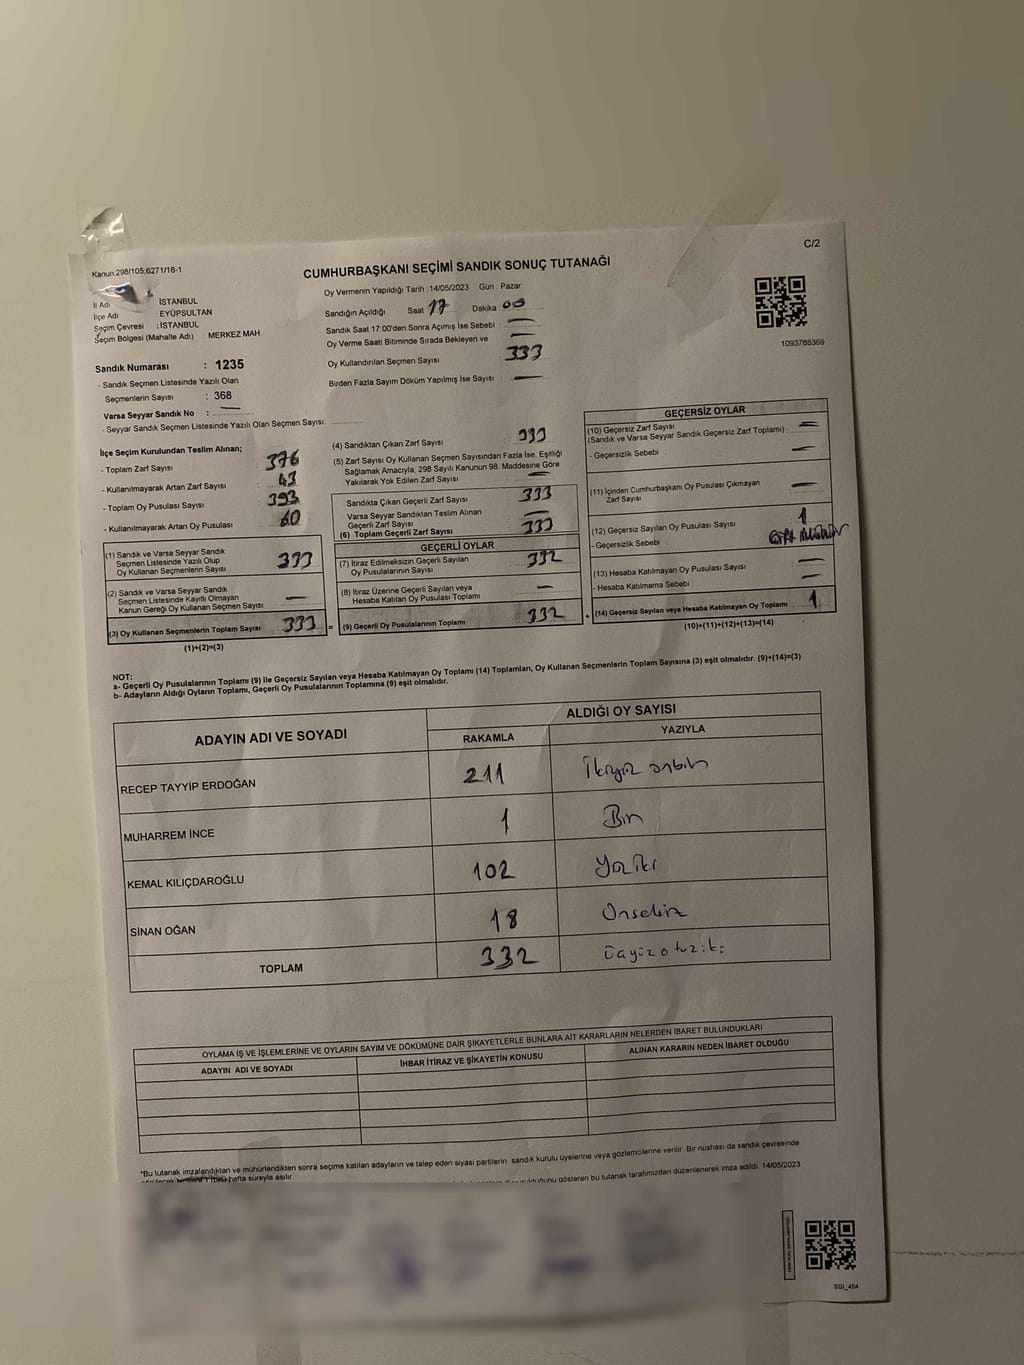 C/2
Kanun.298/105;6271/18-1
CUMHURBAŞKANI SEÇİMİ SANDIK SONUÇ TUTANAĞI
İl Adı İSTANBUL
İlçe Adı : EYÜPSULTAN
Seçim Çevresi : İSTANBUL
Seçim Bölgesi (Mahalle Adı) : MERKEZ MAH.
Sandık Numarası : 1235
- Sandık Seçmen Listesinde Yazılı Olan
Seçmenlerin Sayısı : 368
Varsa Seyyar Sandık No :
- Seyyar Sandık Seçmen Listesinde Yazılı Olan Seçmen Sayısı:
Oy Vermenin Yapıldığı Tarih : 14/05/2023 Gün : Pazar
Sandığın Açıldığı Saat 17 Dakika : 00
Sandık Saat 17:00'den Sonra Açımış İse Sebebi :
Oy Verme Saati Bitiminde Sırada Bekleyen ve
Oy Kullandırılan Seçmen Sayısı 333
Birden Fazla Sayım Döküm Yapılmış İse Sayısı :
1093788369
İlçe Seçim Kurulundan Teslim Alınan;
- Toplam Zarf Sayısı 376
- Kullanılmayarak Artan Zarf Sayısı 43
- Toplam Oy Pusulası Sayısı 393
- Kullanılmayarak Artan Oy Pusulası 60
(1) Sandık ve Varsa Seyyar Sandık
Seçmen Listesinde Yazılı Olup
Oy Kullanan Seçmenlerin Sayısı 333
(2) Sandık ve Varsa Seyyar Sandık
Seçmen Listesinde Kayıtlı Olmayan
Kanun Gereği Oy Kullanan Seçmen Sayısı
(3) Oy Kullanan Seçmenlerin Toplam Sayısı 333 =
(1)+(2)=(3)
(4) Sandıktan Çıkan Zarf Sayısı 333
(5) Zarf Sayısı Oy Kullanan Seçmen Sayısından Fazla İse, Eşitliği
Sağlamak Amacıyla; 298 Sayılı Kanunun 98. Maddesine Göre
Yakılarak Yok Edilen Zarf Sayısı
Sandıkta Çıkan Geçerli Zarf Sayısı 333
Varsa Seyyar Sandıktan Teslim Alınan
Geçerli Zarf Sayısı
(6) Toplam Geçerli Zarf Sayısı 333
GEÇERLİ OYLAR
(7) İtiraz Edilmeksizin Geçerli Sayılan
Oy Pusulalarının Sayısı 332
(8) İtiraz Üzerine Geçerli Sayılan veya
Hesaba Katılan Oy Pusulası Toplamı
(9) Geçerli Oy Pusulalarının Toplamı 332 +
GEÇERSİZ OYLAR
(10) Geçersiz Zarf Sayısı
(Sandık ve Varsa Seyyar Sandık Geçersiz Zarf Toplamı) :
- Geçersizlik Sebebi
(11) İçinden Cumhurbaşkanı Oy Pusulası Çıkmayan
Zarf Sayısı
(12) Geçersiz Sayılan Oy Pusulası Sayısı 1
- Geçersizlik Sebebi :
(13) Hesaba Katılmayan Oy Pusulası Sayısı
- Hesaba Katılmama Sebebi :
(14) Geçersiz Sayılan veya Hesaba Katılmayan Oy Toplamı 1
(10)+(11)+(12)+(13)=(14)
NOT:
a- Geçerli Oy Pusulalarının Toplamı (9) ile Geçersiz Sayılan veya Hesaba Katılmayan Oy Toplamı (14) Toplamları, Oy Kullanan Seçmenlerin Toplam Sayısına (3) eşit olmalıdır. (9)+(14)=(3)
b- Adayların Aldığı Oyların Toplamı, Geçerli Oy Pusulalarının Toplamına (9) eşit olmalıdır.
ADAYIN ADI VE SOYADI ALDIĞI OY SAYISI
RAKAMLA YAZIYLA
RECEP TAYYİP ERDOĞAN 211 İkiyüz onbir
MUHARREM İNCE 1 Bir
KEMAL KILIÇDAROĞLU 102 Yüziki
SİNAN OĞAN 18 Onsekiz
TOPLAM 332 üçyüzotuziki
OYLAMA İŞ VE İŞLEMLERİNE VE OYLARIN SAYIM VE DÖKÜMÜNE DAİR ŞİKAYETLERLE BUNLARA AİT KARARLARIN NELERDEN İBARET BULUNDUKLARI
ADAYIN ADI VE SOYADI İHBAR İTİRAZ VE ŞİKAYETİN KONUSU ALINAN KARARIN NEDEN İBARET OLDUĞU
*Bu tutanak imzalandıktan ve mühürlendikten sonra seçime katılan adayların ve talep eden siyasi partilerin sandık kurulu üyelerine veya gözlemcilerine verilir. Bir nüshası da sandık çevresinde
hafta süreyle asılır. gösteren bu tutanak tarafımızdan düzenlenerek imza edildi. 14/05/2023
SSI_404